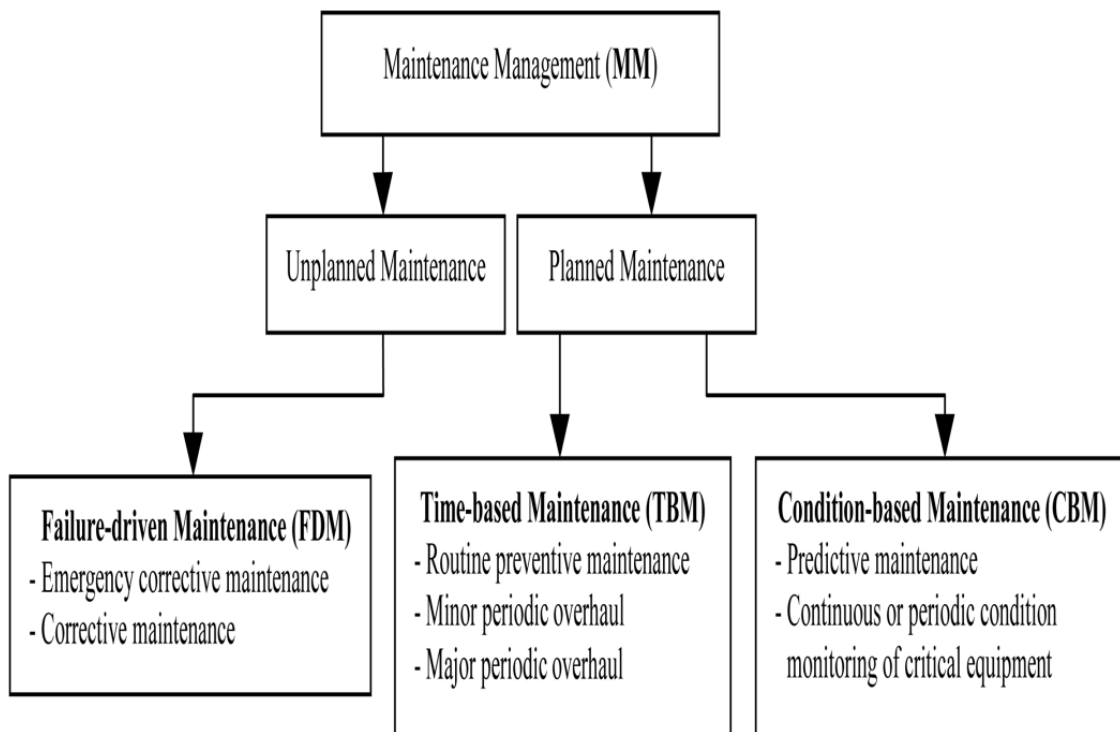 Maintenance Management (MM)
Unplanned Maintenance
Planned Maintenance
Failure-driven Maintenance (FDM)
- Emergency corrective maintenance
- Corrective maintenance
Time-based Maintenance (TBM)
- Routine preventive maintenance
- Minor periodic overhaul
- Major periodic overhaul
Condition-based Maintenance (CBM)
- Predictive maintenance
- Continuous or periodic condition
monitoring of critical equipment